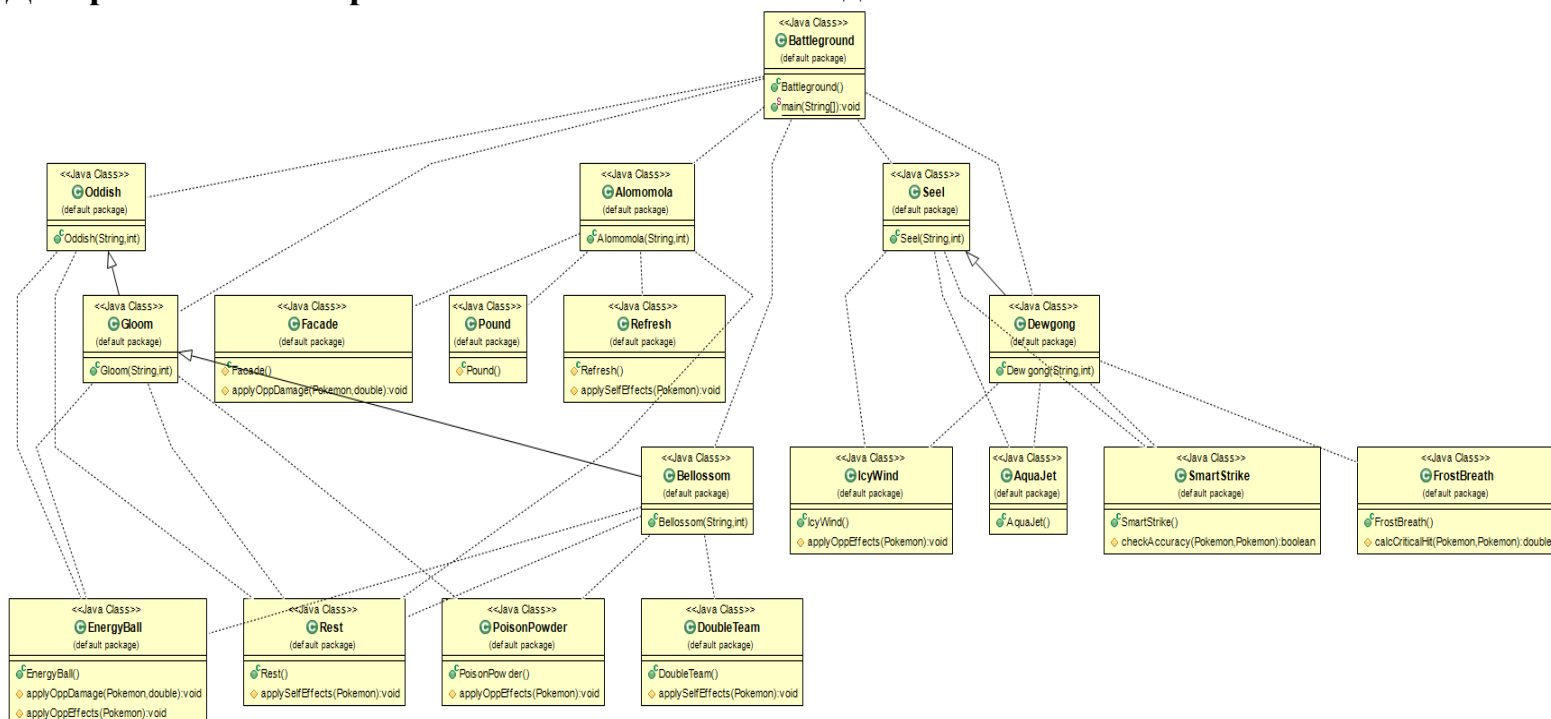 <<Java Class>>
Battleground
(default package)
Battleground()
main(String[]):void
<<Java Class>>
Oddish
(default package)
Oddish(String,int)
<<Java Class>>
Alomomola
(default package)
Alomomola(String,int)
<<Java Class>>
Seel
(default package)
Seel(String,int)
<<Java Class>>
Gloom
(default package)
Gloom(String,int)
<<Java Class>>
Facade
(default package)
Facade()
applyOppDamage(Pokemon,double):void
<<Java Class>>
Pound
(default package)
Pound()
<<Java Class>>
Refresh
(default package)
Refresh()
applySelfEffects(Pokemon):void
<<Java Class>>
Dewgong
(default package)
Dewgong(String,int)
<<Java Class>>
Bellossom
(default package)
Bellossom(String,int)
<<Java Class>>
IcyWind
(default package)
IcyWind()
applyOppEffects(Pokemon):void
<<Java Class>>
AquaJet
(default package)
AquaJet()
<<Java Class>>
SmartStrike
(default package)
SmartStrike()
checkAccuracy(Pokemon,Pokemon):boolean
<<Java Class>>
FrostBreath
(default package)
FrostBreath()
calcCriticalHit(Pokemon,Pokemon):double
<<Java Class>>
EnergyBall
(default package)
EnergyBall()
applyOppDamage(Pokemon,double):void
applyOppEffects(Pokemon):void
<<Java Class>>
Rest
(default package)
Rest()
applySelfEffects(Pokemon):void
<<Java Class>>
PoisonPowder
(default package)
PoisonPowder()
applyOppEffects(Pokemon):void
<<Java Class>>
DoubleTeam
(default package)
DoubleTeam()
applySelfEffects(Pokemon):void